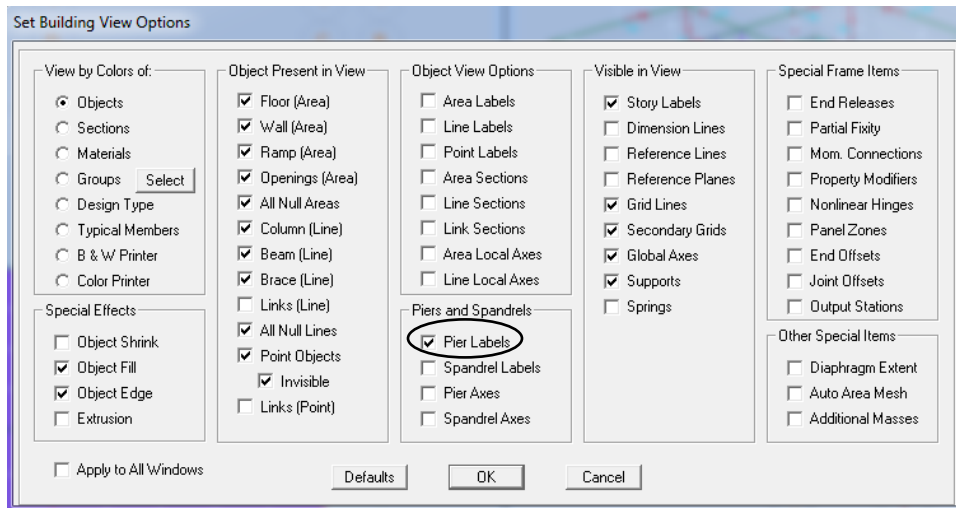 Set Building View Options
View by Colors of:
Objects
Sections
Materials
Groups
Select
Design Type
Typical Members
B & W Printer
Color Printer
Special Effects
Object Shrink
Object Fill
Object Edge
Extrusion
Object Present in View
Floor (Area)
Wall (Area)
Ramp (Area)
Openings (Area)
All Null Areas
Column (Line)
Beam (Line)
Brace (Line)
Links (Line)
All Null Lines
Point Objects
Invisible
Links (Point)
Object View Options
Area Labels
Line Labels
Point Labels
Area Sections
Line Sections
Link Sections
Area Local Axes
Line Local Axes
Piers and Spandrels
Pier Labels
Spandrel Labels
Pier Axes
Spandrel Axes
Visible in View
Story Labels
Dimension Lines
Reference Lines
Reference Planes
Grid Lines
Secondary Grids
Global Axes
Supports
Springs
Special Frame Items
End Releases
Partial Fixity
Mom. Connections
Property Modifiers
Nonlinear Hinges
Panel Zones
End Offsets
Joint Offsets
Output Stations
Other Special Items
Diaphragm Extent
Auto Area Mesh
Additional Masses
Apply to All Windows
Defaults
OK
Cancel